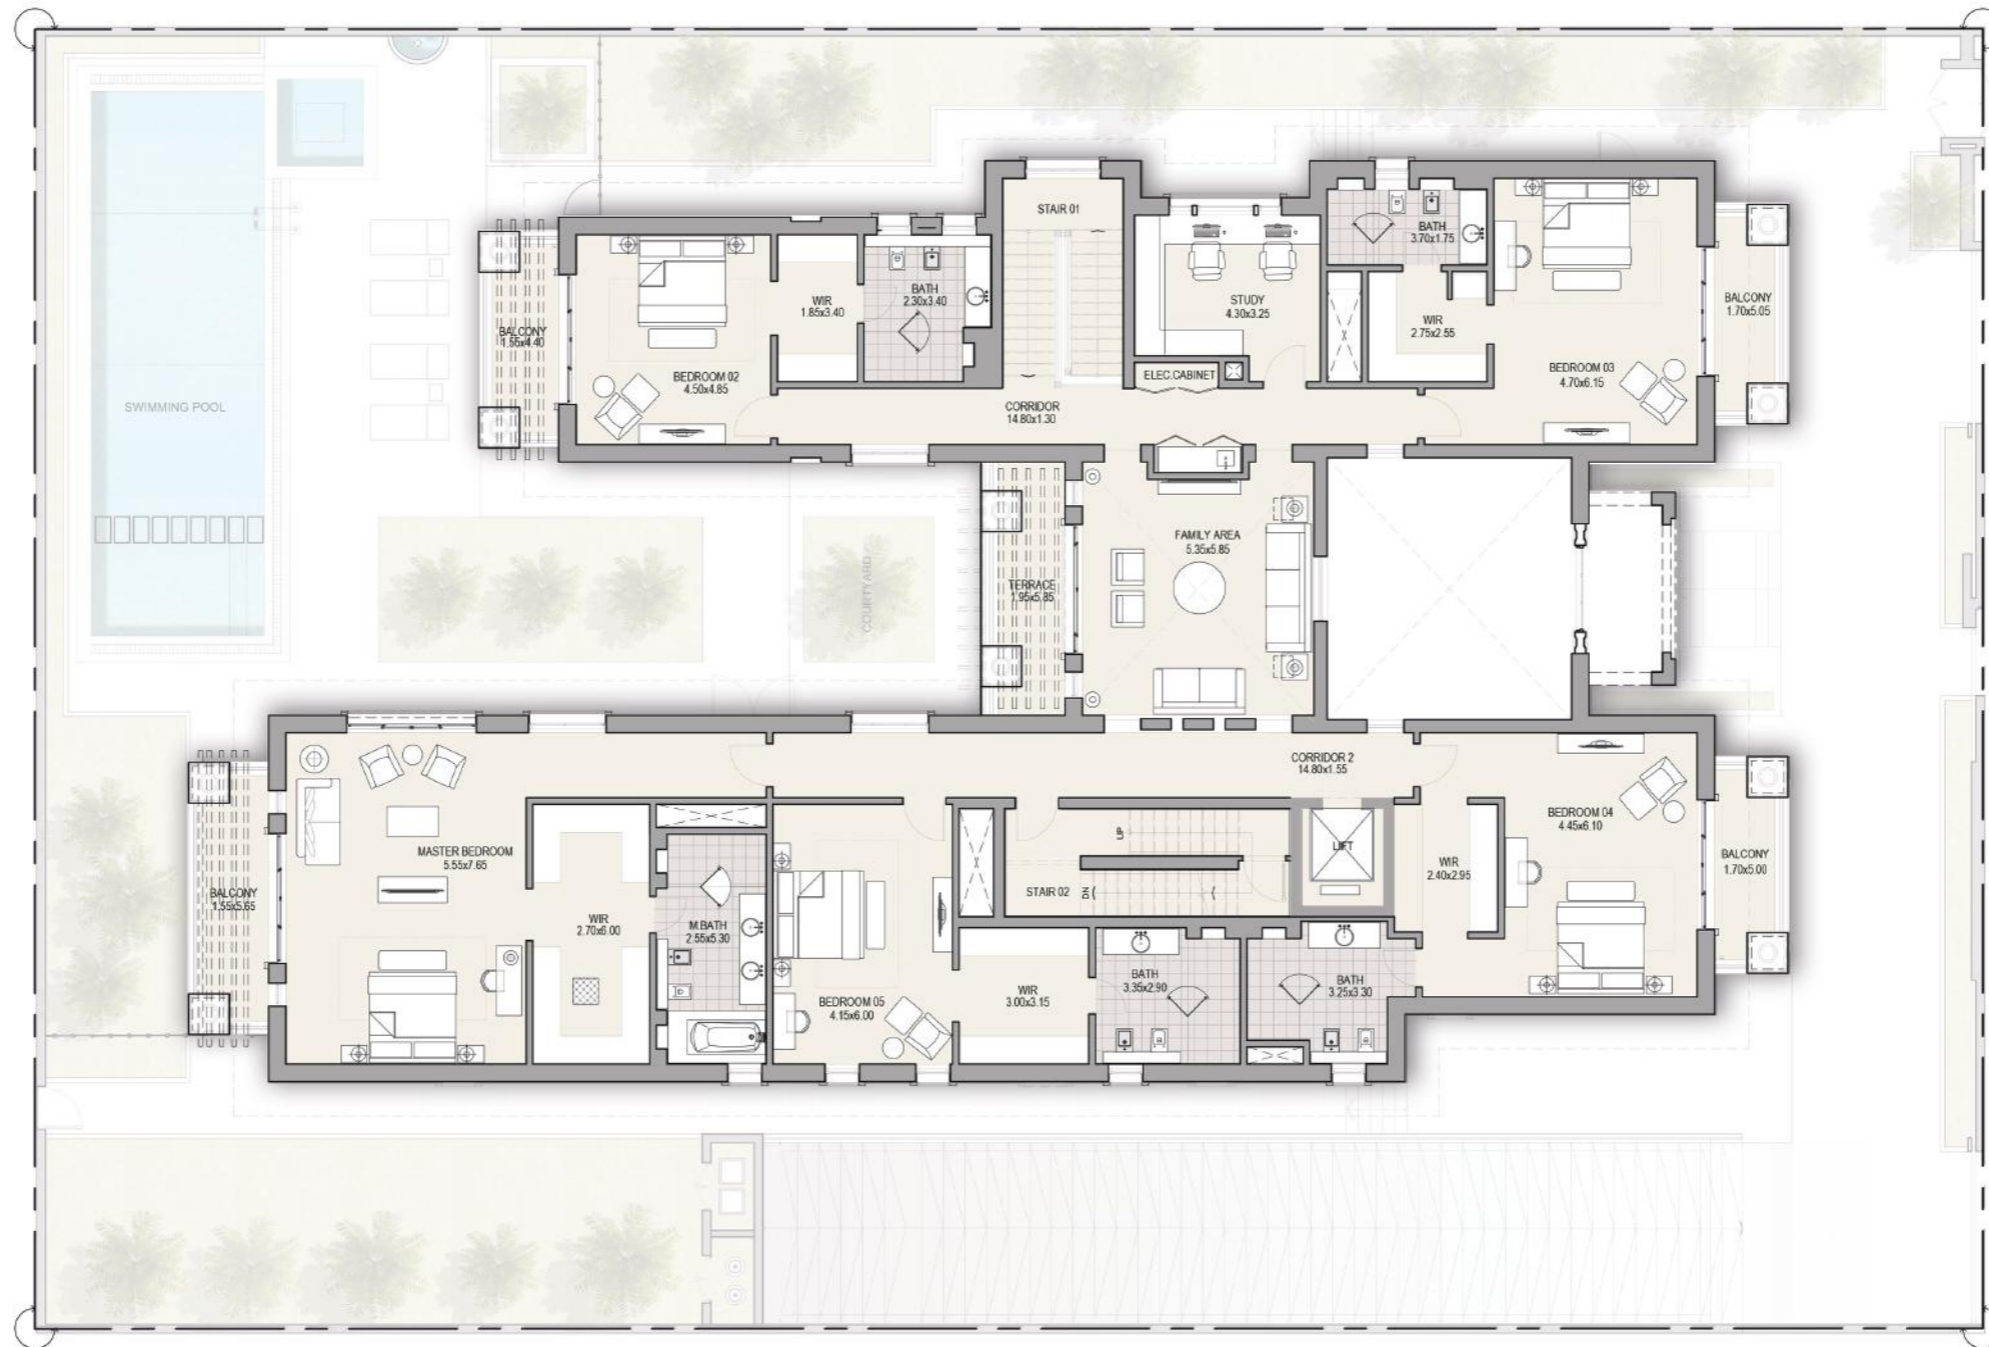 STAIR 01
BATH
3.70x1.75
BATH
2.30x3.40
WIR
1.85x3.40
STUDY
4.30x3.25
WIR
2.75x2.55
BALCONY
1.70x5.05
BALCONY
1.55x4.40
BEDROOM 02
4.50x4.85
ELEC.CABINET
BEDROOM 03
4.70x6.15
SWIMMING POOL
CORRIDOR
14.80x1.30
FAMILY AREA
5.35x5.85
TERRACE
1.95x5.85
COURTYARD
CORRIDOR 2
14.80x1.55
BEDROOM 04
4.45x6.10
UP
LIFT
MASTER BEDROOM
5.55x7.65
BALCONY
1.70x5.00
WIR
2.40x2.95
BALCONY
1.55x5.65
STAIR 02
DN
WIR
2.70x6.00
M.BATH
2.55x5.30
BATH
3.35x2.90
BATH
3.25x3.30
WIR
3.00x3.15
BEDROOM 05
4.15x6.00